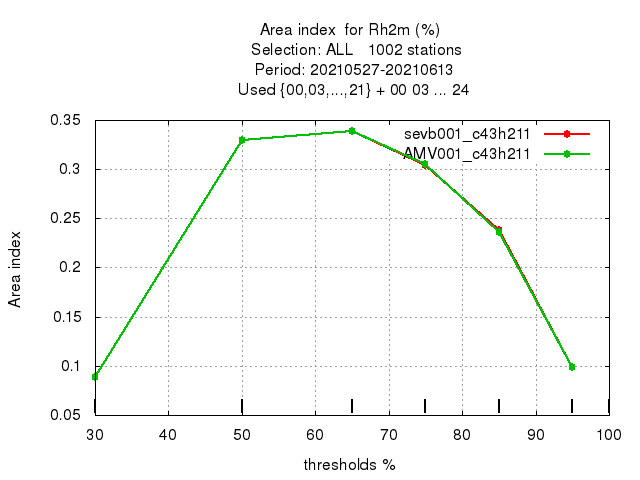 Area index  for Rh2m (%)
Selection: ALL   1002 stations
Period: 20210527-20210613
Used {00,03,...,21} + 00 03 ... 24
sevb001_c43h211
AMV001_c43h211
Area index
0.35
0.3
0.25
0.2
0.15
0.1
0.05
30 40 50 60 70 80 90 100
thresholds %